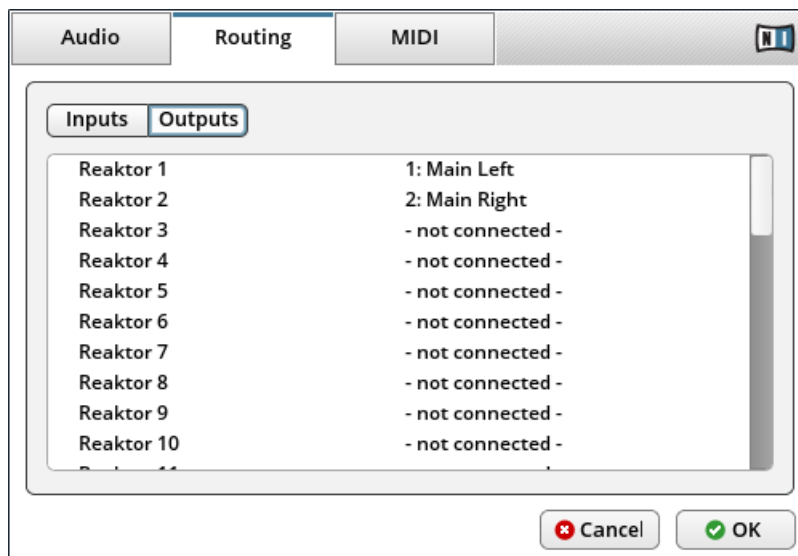 Audio Routing MIDI NI
Inputs Outputs
Reaktor 1 1: Main Left
Reaktor 2 2: Main Right
Reaktor 3 - not connected -
Reaktor 4 - not connected -
Reaktor 5 - not connected -
Reaktor 6 - not connected -
Reaktor 7 - not connected -
Reaktor 8 - not connected -
Reaktor 9 - not connected -
Reaktor 10 - not connected -
Cancel OK